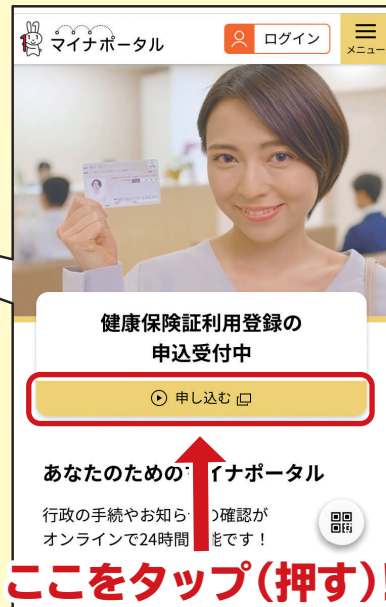 マイナポータル
ログイン
メニュー
健康保険証利用登録の
申込受付中
申し込む
あなたのための イナポータル
行政の手続やお知ら の確認が
オンラインで24時間 能です!
ここをタップ(押す)!